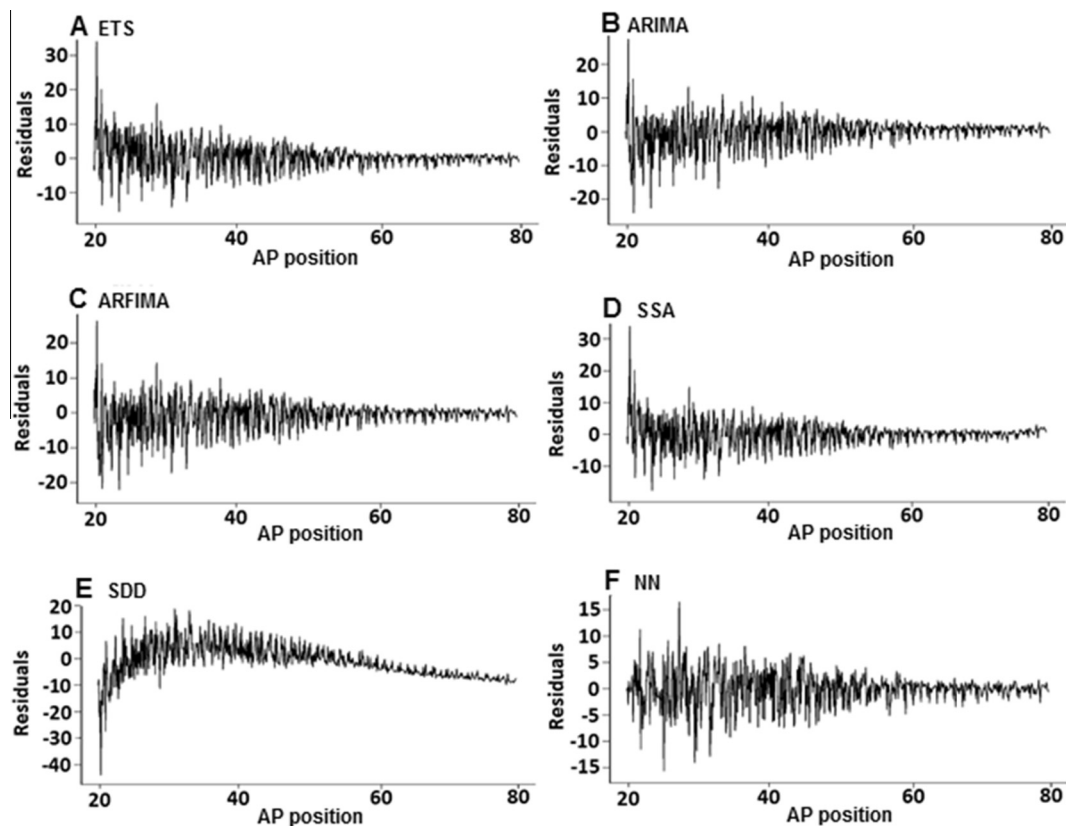 A ETS
30
20
10
0
-10
Residuals
20 40 60 80
AP position
B ARIMA
20
10
0
-10
-20
Residuals
20 40 60 80
AP position
C ARFIMA
20
10
0
-10
-20
Residuals
20 40 60 80
AP position
D SSA
30
20
10
0
-10
Residuals
20 40 60 80
AP position
E SDD
20
10
0
-10
-20
-30
-40
Residuals
20 40 60 80
AP position
F NN
15
10
5
0
-5
-10
-15
Residuals
20 40 60 80
AP position